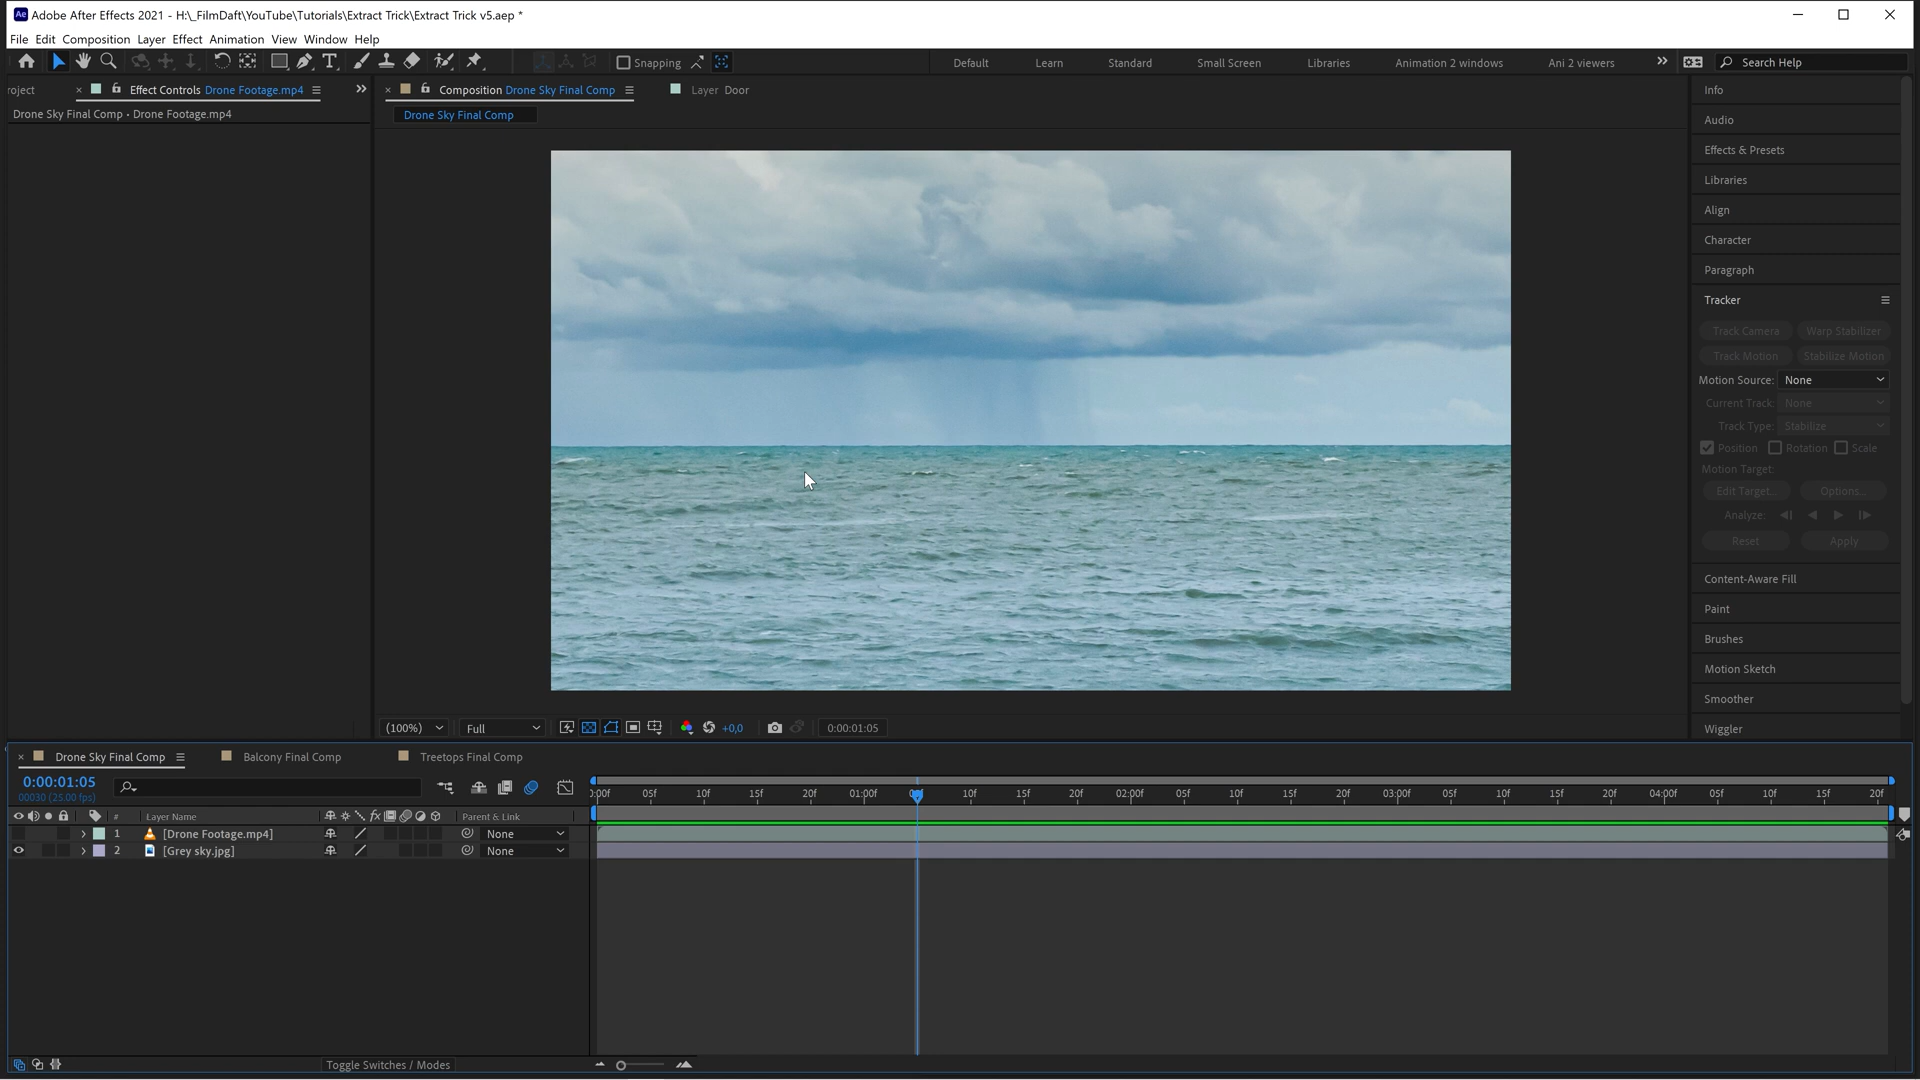 Ae Adobe After Effects 2021 - H:\_FilmDaft\YouTube\Tutorials\Extract Trick\Extract Trick v5.aep *
File Edit Composition Layer Effect Animation View Window Help
Snapping Default Learn Standard Small Screen Libraries Animation 2 windows Ani 2 viewers Search Help
roject × Effect Controls Drone Footage.mp4 × Composition Drone Sky Final Comp Layer Door
Drone Sky Final Comp • Drone Footage.mp4
Drone Sky Final Comp
Info
Audio
Effects & Presets
Libraries
Align
Character
Paragraph
Tracker
Track Camera Warp Stabilizer
Track Motion Stabilize Motion
Motion Source: None
Current Track: None
Track Type: Stabilize
Position Rotation Scale
Motion Target:
Edit Target... Options...
Analyze:
Reset Apply
Content-Aware Fill
Paint
Brushes
Motion Sketch
Smoother
Wiggler
(100%) Full +0,0 0:00:01:05
× Drone Sky Final Comp Balcony Final Comp Treetops Final Comp
0:00:01:05
00030 (25.00 fps)
):00f 05f 10f 15f 20f 01:00f 10f 15f 20f 02:00f 05f 10f 15f 20f 03:00f 05f 10f 15f 20f 04:00f 05f 10f 15f 20f
# Layer Name fx Parent & Link
1 [Drone Footage.mp4] None
2 [Grey sky.jpg] None
Toggle Switches / Modes